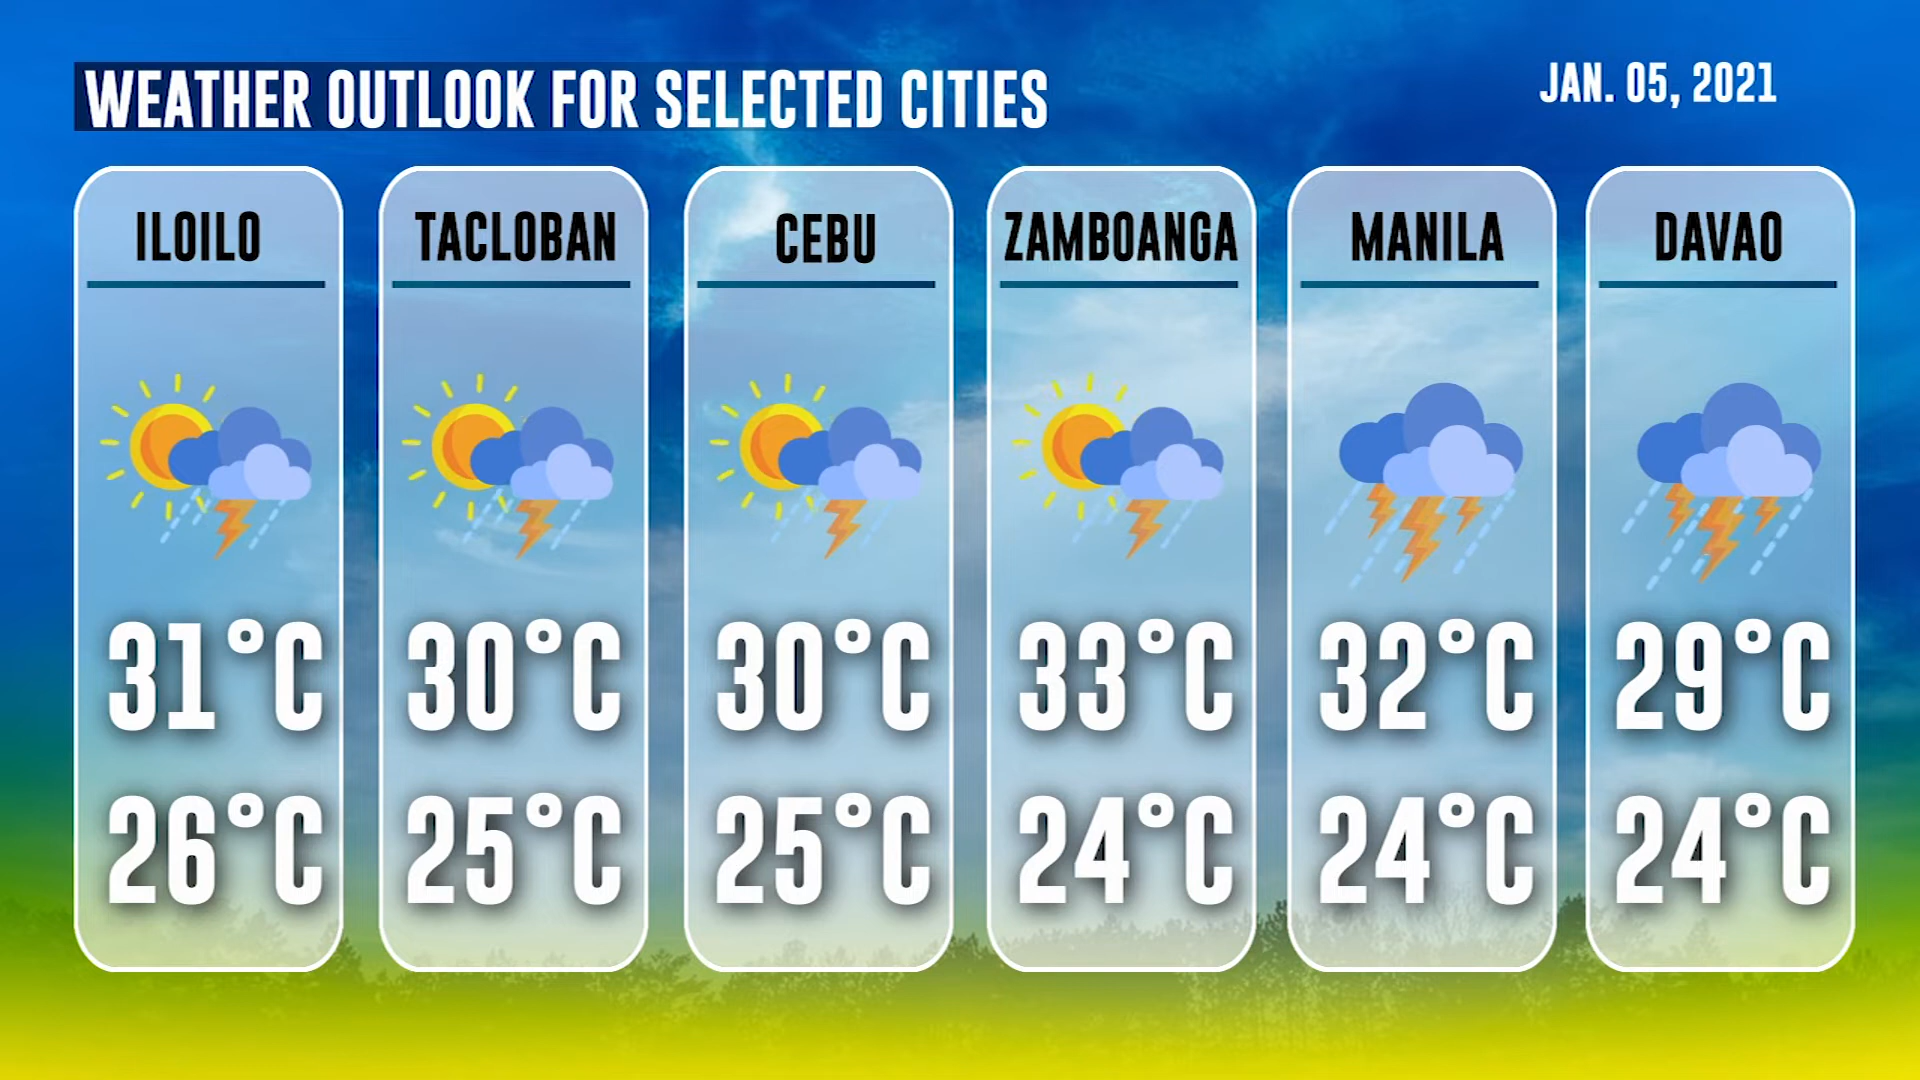 WEATHER OUTLOOK FOR SELECTED CITIES
JAN. 05, 2021
ILOILO
31°C
26°C
TACLOBAN
30°C
25°C
CEBU
30°C
25°C
ZAMBOANGA
33°C
24°C
MANILA
32°C
24°C
DAVAO
29°C
24°C